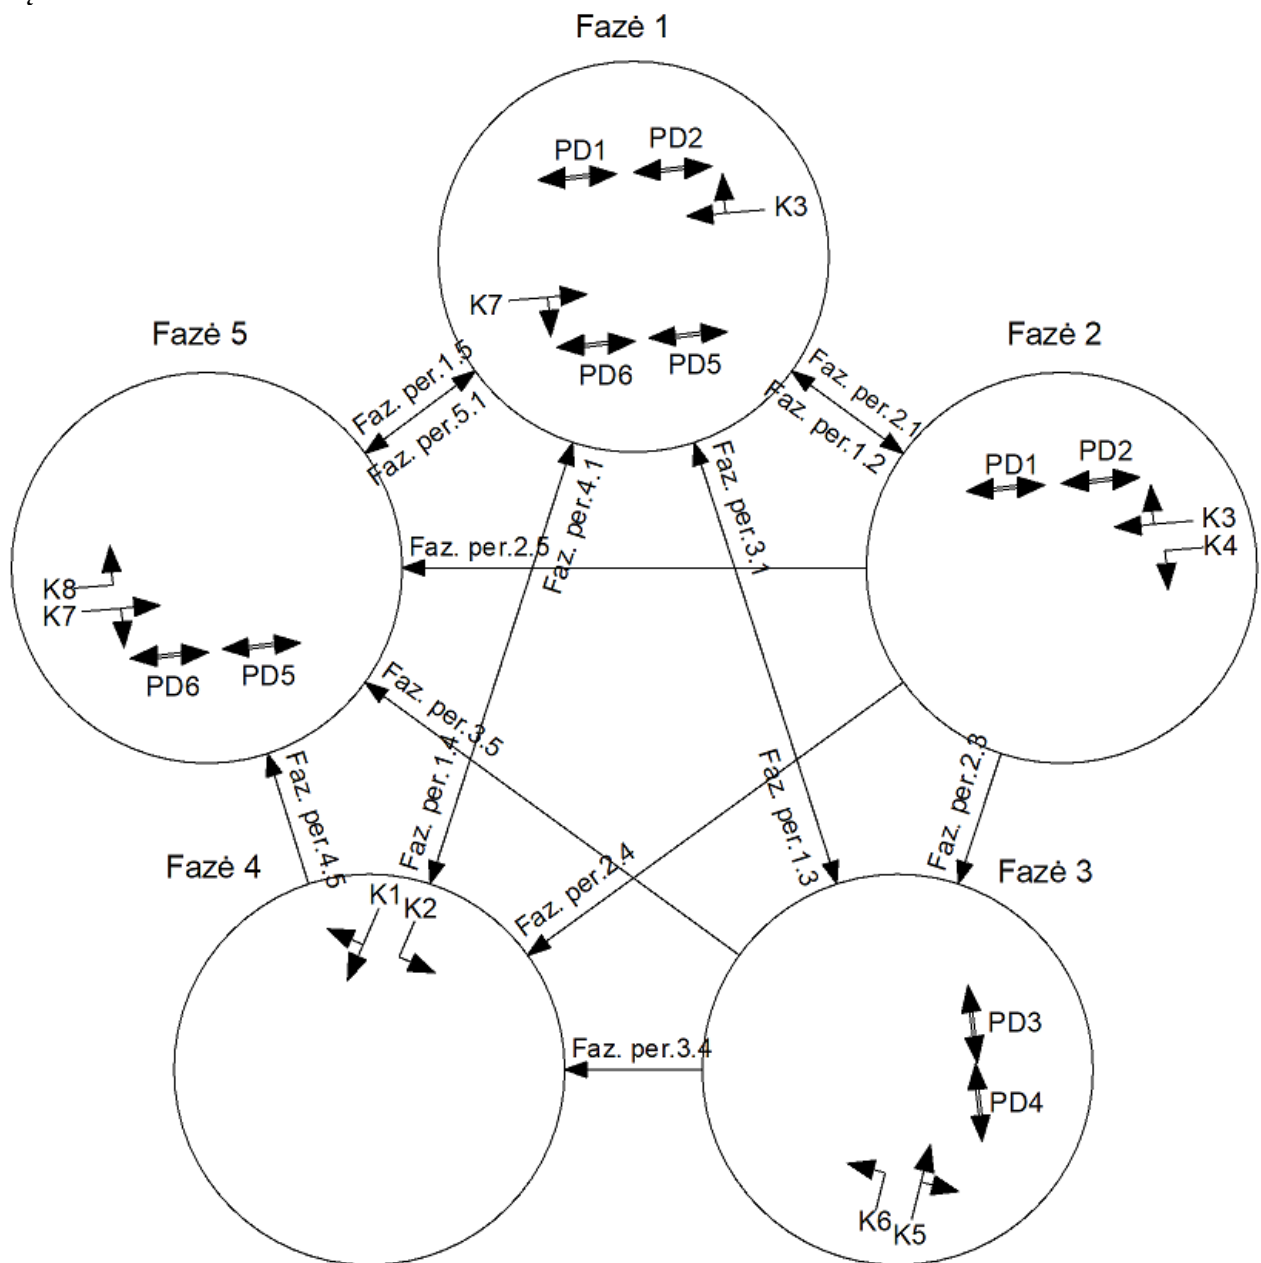 Fazė 1
PD1
PD2
K3
K7
PD6
PD5
Fazė 5
Fazė 2
Faz. per.1.5
Faz. per.5.1
Faz. per.2.1
Faz. per.1.2
PD1
PD2
K3
K4
Faz. per.4.1
Faz. per.3.1
Faz. per.2.5
K8
K7
PD6
PD5
Faz. per.3.5
Faz. per.1.4
Faz. per.1.3
Faz. per.2.3
Faz. per.4.5
Faz. per.2.4
Fazė 4
Fazė 3
K1
K2
Faz. per.3.4
PD3
PD4
K6
K5